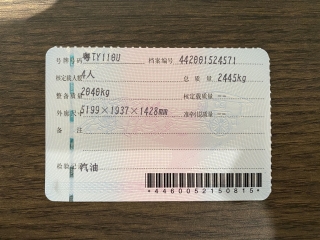 号牌号码 粤TY110U 档案编号 442001524571
核定载人数 4人 总质量 2445kg
整备质量 2040kg 核定载质量 --
外廓尺寸 5199×1937×1428mm 准牵引总质量 --
备注
检验记录 汽油
*4460052150815*